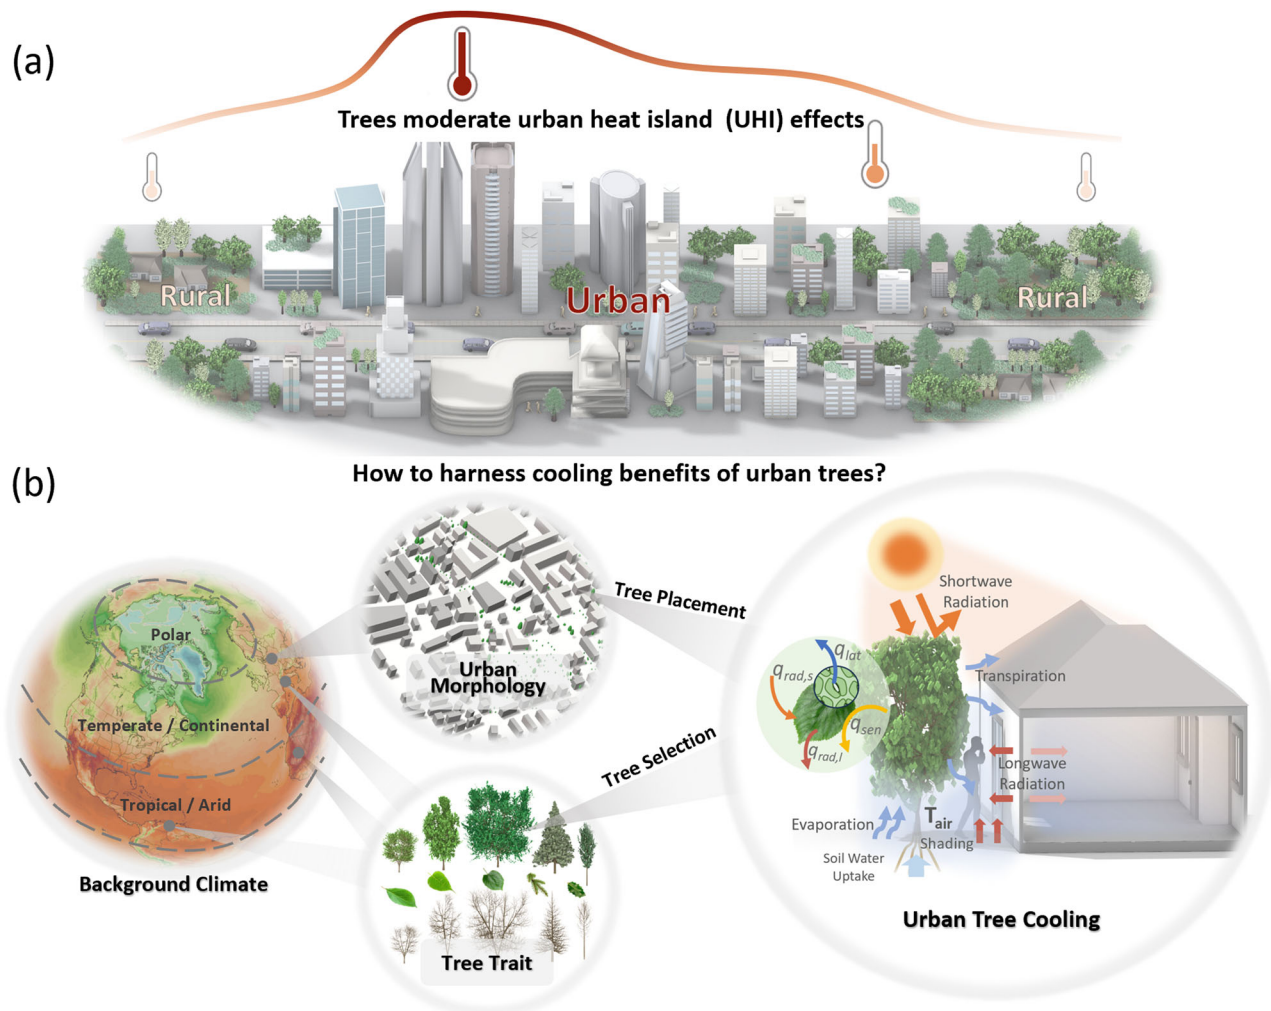 (a)
Trees moderate urban heat island (UHI) effects
Rural
Urban
Rural
(b)
How to harness cooling benefits of urban trees?
Polar
Temperate / Continental
Tropical / Arid
Background Climate
Urban
Morphology
Tree Trait
Tree Placement
Tree Selection
Shortwave
Radiation
q_lat
q_rad,s
q_sen
q_rad,l
Transpiration
Longwave
Radiation
Evaporation
T_air
Shading
Soil Water
Uptake
Urban Tree Cooling